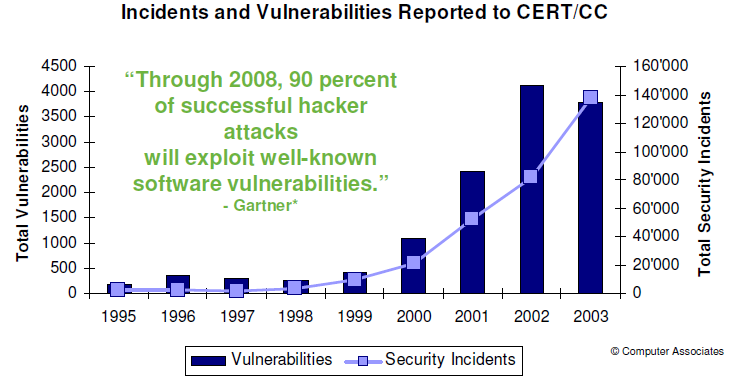 Incidents and Vulnerabilities Reported to CERT/CC
4500
4000
3500
3000
2500
2000
1500
1000
500
0
Total Vulnerabilities
“Through 2008, 90 percent
of successful hacker
attacks
will exploit well-known
software vulnerabilities.”
- Gartner*
160'000
140'000
120'000
100'000
80'000
60'000
40'000
20'000
0
Total Security Incidents
1995 1996 1997 1998 1999 2000 2001 2002 2003
Vulnerabilities Security Incidents
© Computer Associates